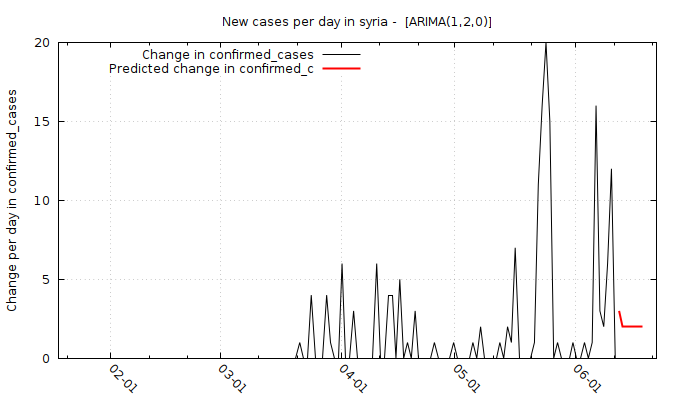 New cases per day in syria -  [ARIMA(1,2,0)]
Change in confirmed_cases
Predicted change in confirmed_c
Change per day in confirmed_cases
20
15
10
5
0
02-01
03-01
04-01
05-01
06-01